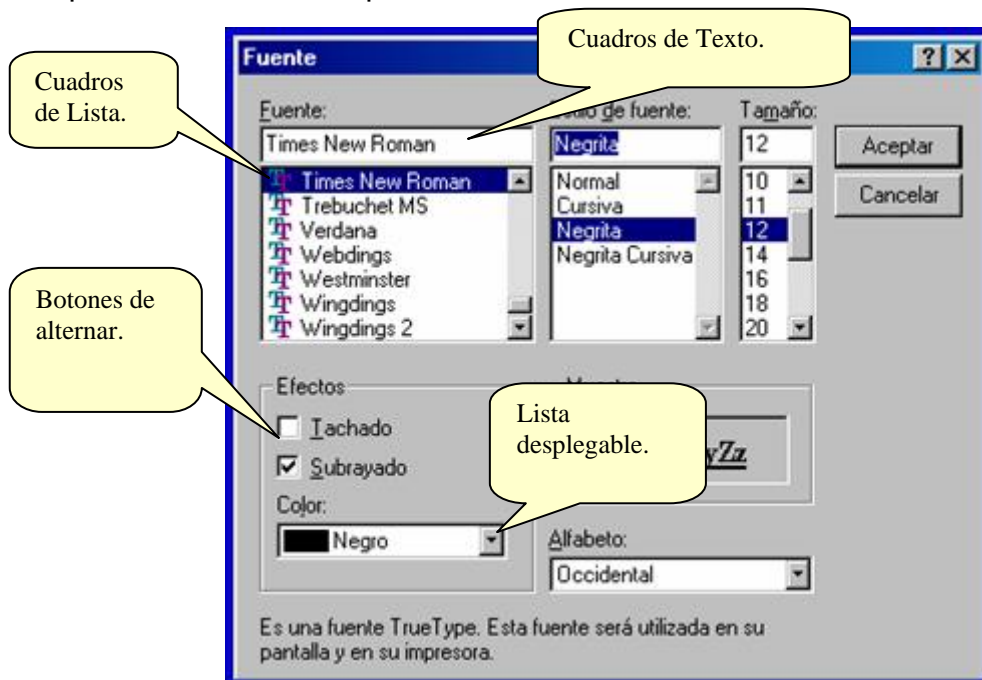 Cuadros de Texto.
Cuadros
de Lista.
Botones de
alternar.
Lista
desplegable.
Fuente
Fuente:
de fuente:
Tamaño:
Times New Roman
Negrita
12
Aceptar
Cancelar
Times New Roman
Trebuchet MS
Verdana
Webdings
Westminster
Wingdings
Wingdings 2
Normal
Cursiva
Negrita
Negrita Cursiva
10
11
12
14
16
18
20
Efectos
Tachado
Subrayado
Color:
Negro
yZz
Alfabeto:
Occidental
Es una fuente TrueType. Esta fuente será utilizada en su
pantalla y en su impresora.